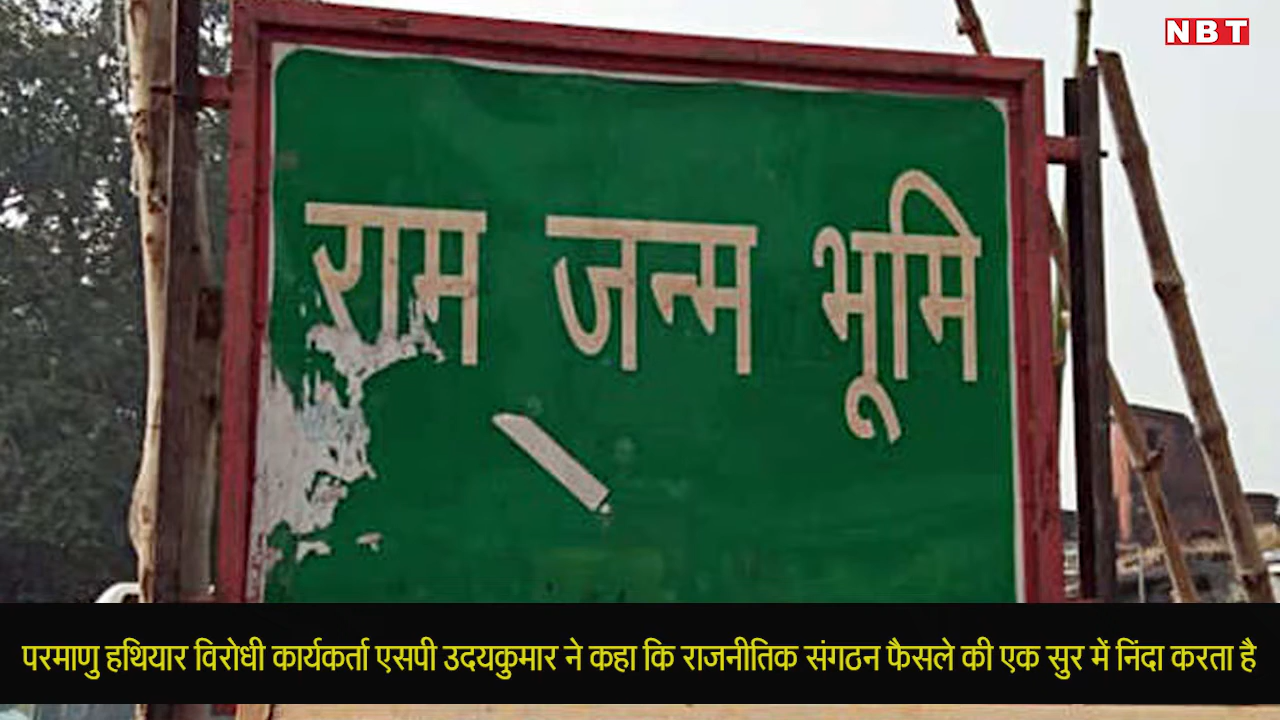 NBT
राम जन्म भूमि
परमाणु हथियार विरोधी कार्यकर्ता एसपी उदयकुमार ने कहा कि राजनीतिक संगठन फैसले की एक सुर में निंदा करता है